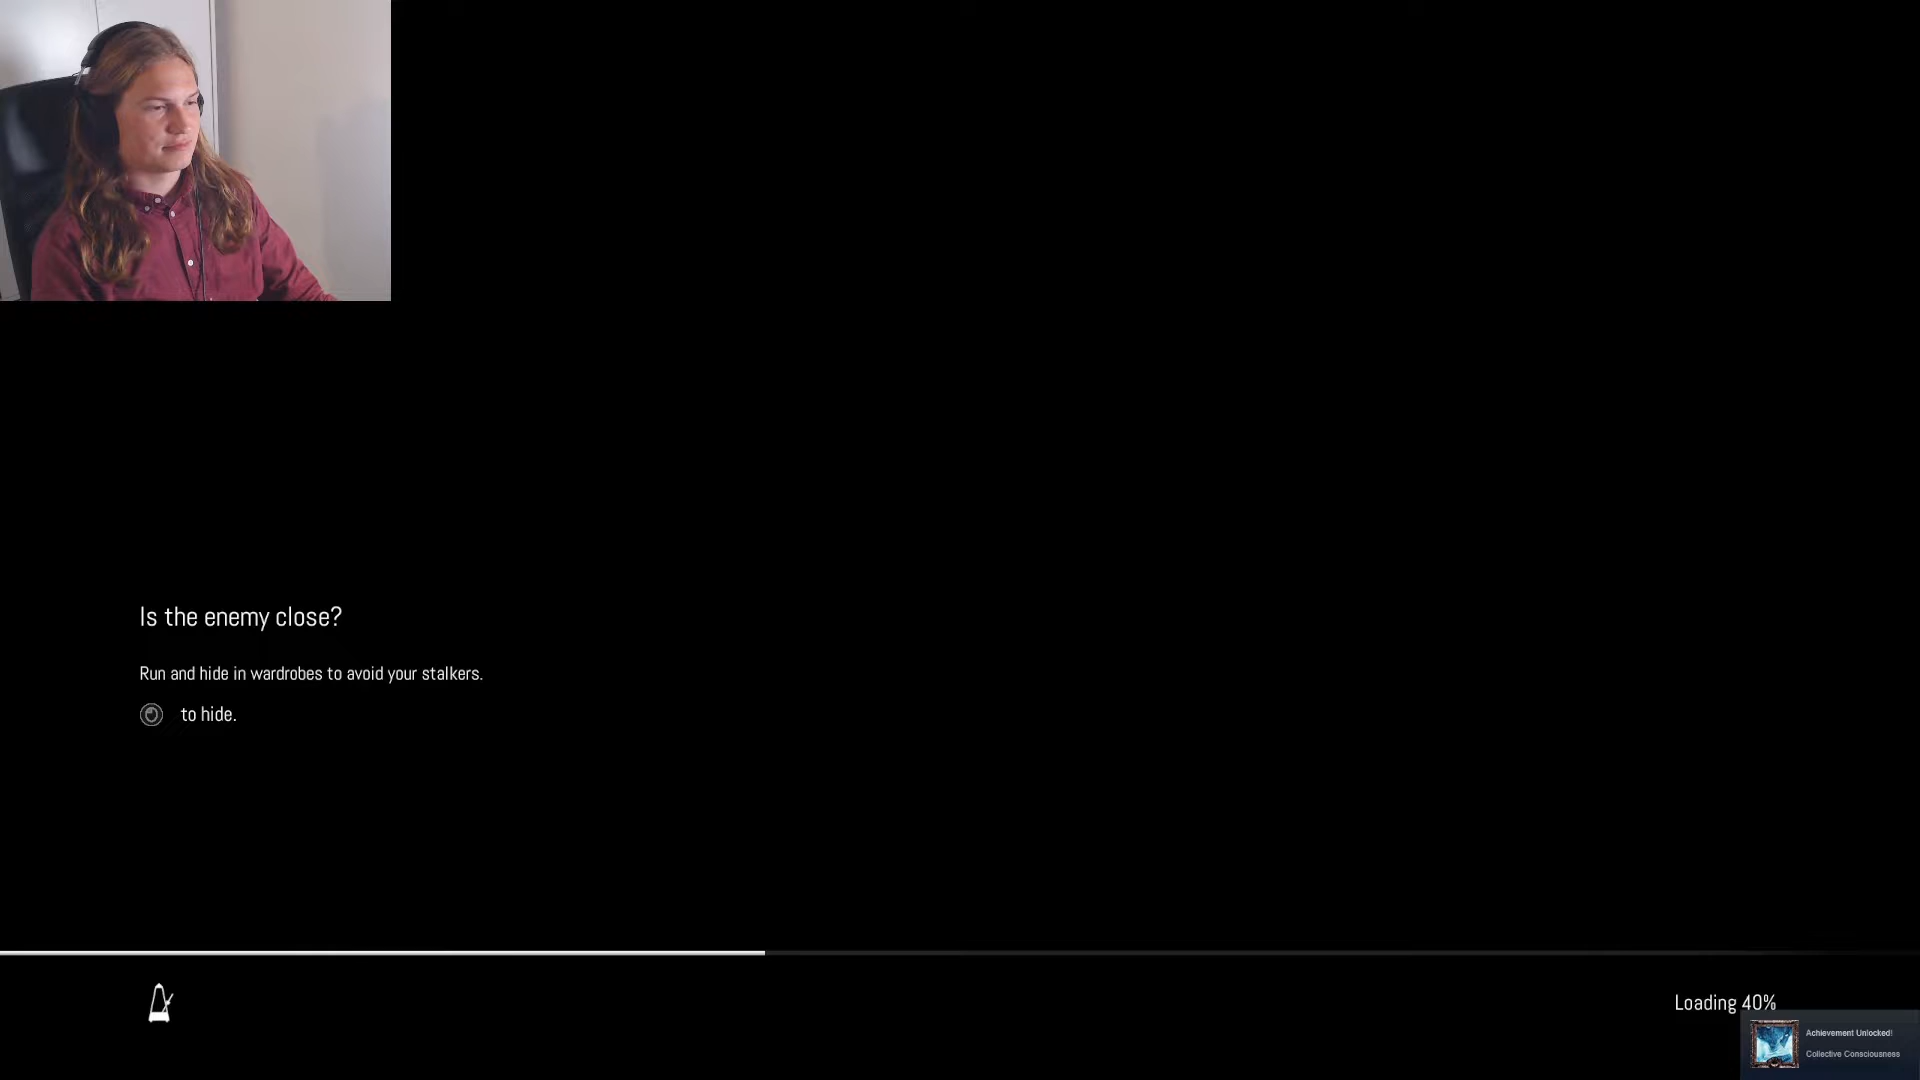 Is the enemy close?
Run and hide in wardrobes to avoid your stalkers.
to hide.
Loading 40%
Achievement Unlocked!
Collective Consciousness